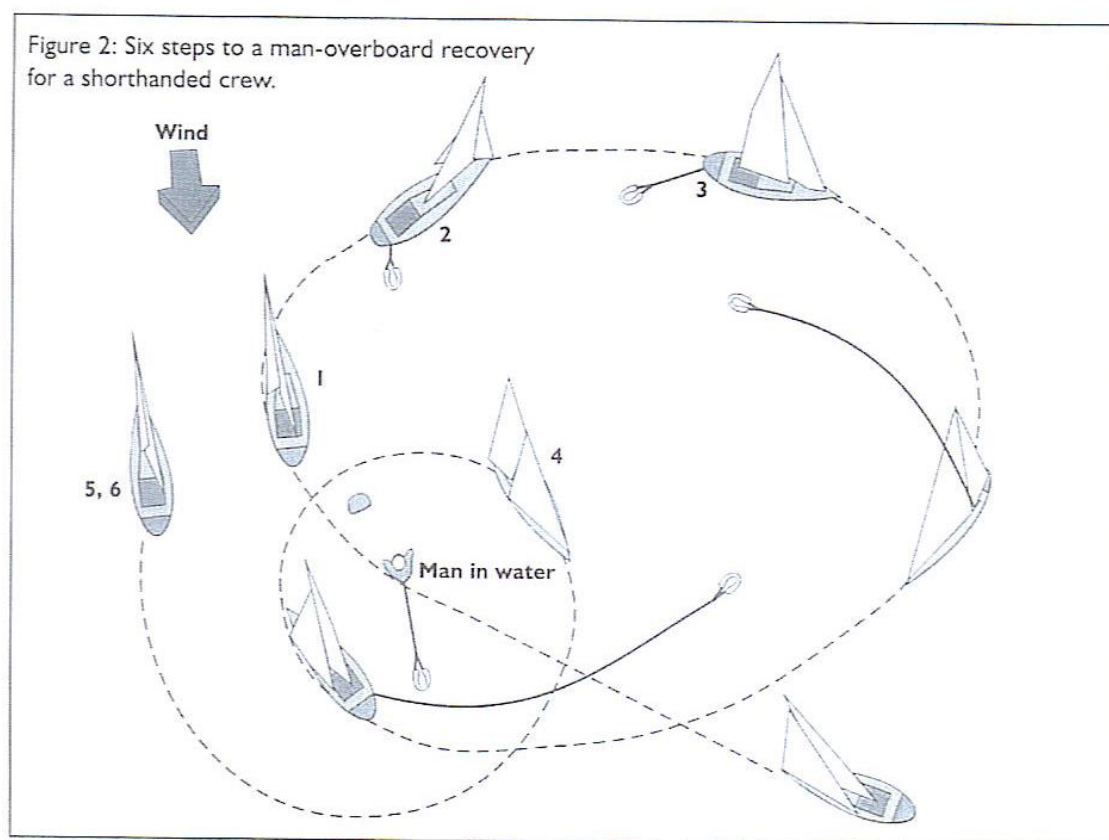 Figure 2: Six steps to a man-overboard recovery
for a shorthanded crew.
Wind
2
3
1
4
5, 6
Man in water